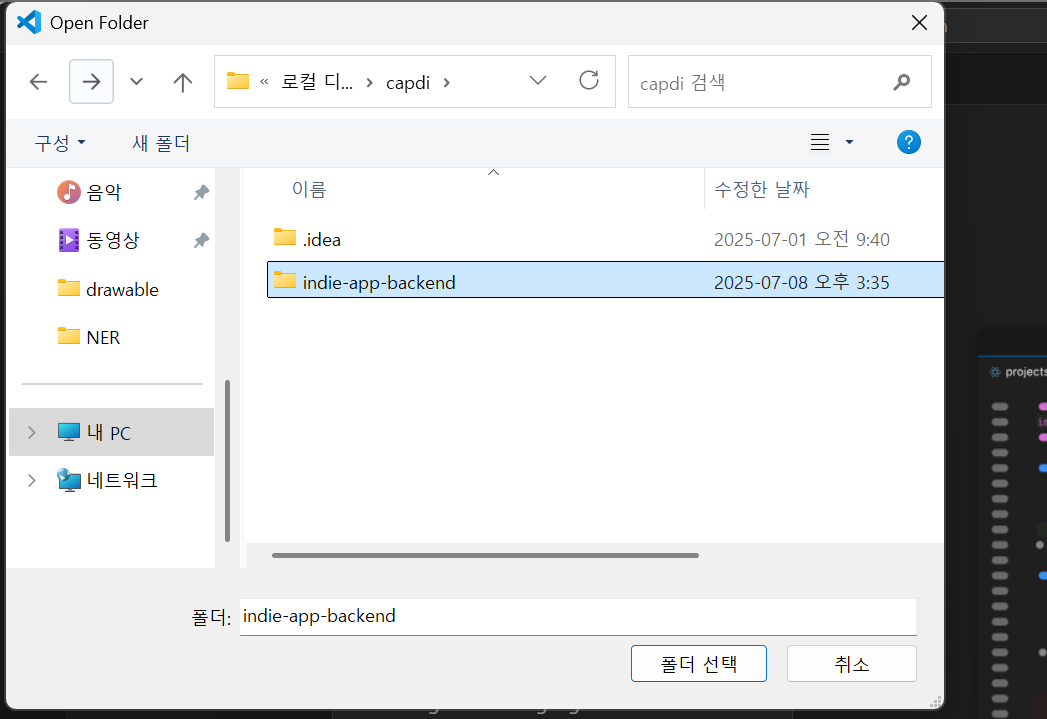 Open Folder
« 로컬 디... › capdi ›
capdi 검색
구성
새 폴더
?
음악
동영상
drawable
NER
내 PC
네트워크
이름
수정한 날짜
.idea
2025-07-01 오전 9:40
indie-app-backend
2025-07-08 오후 3:35
projects
폴더: indie-app-backend
폴더 선택
취소